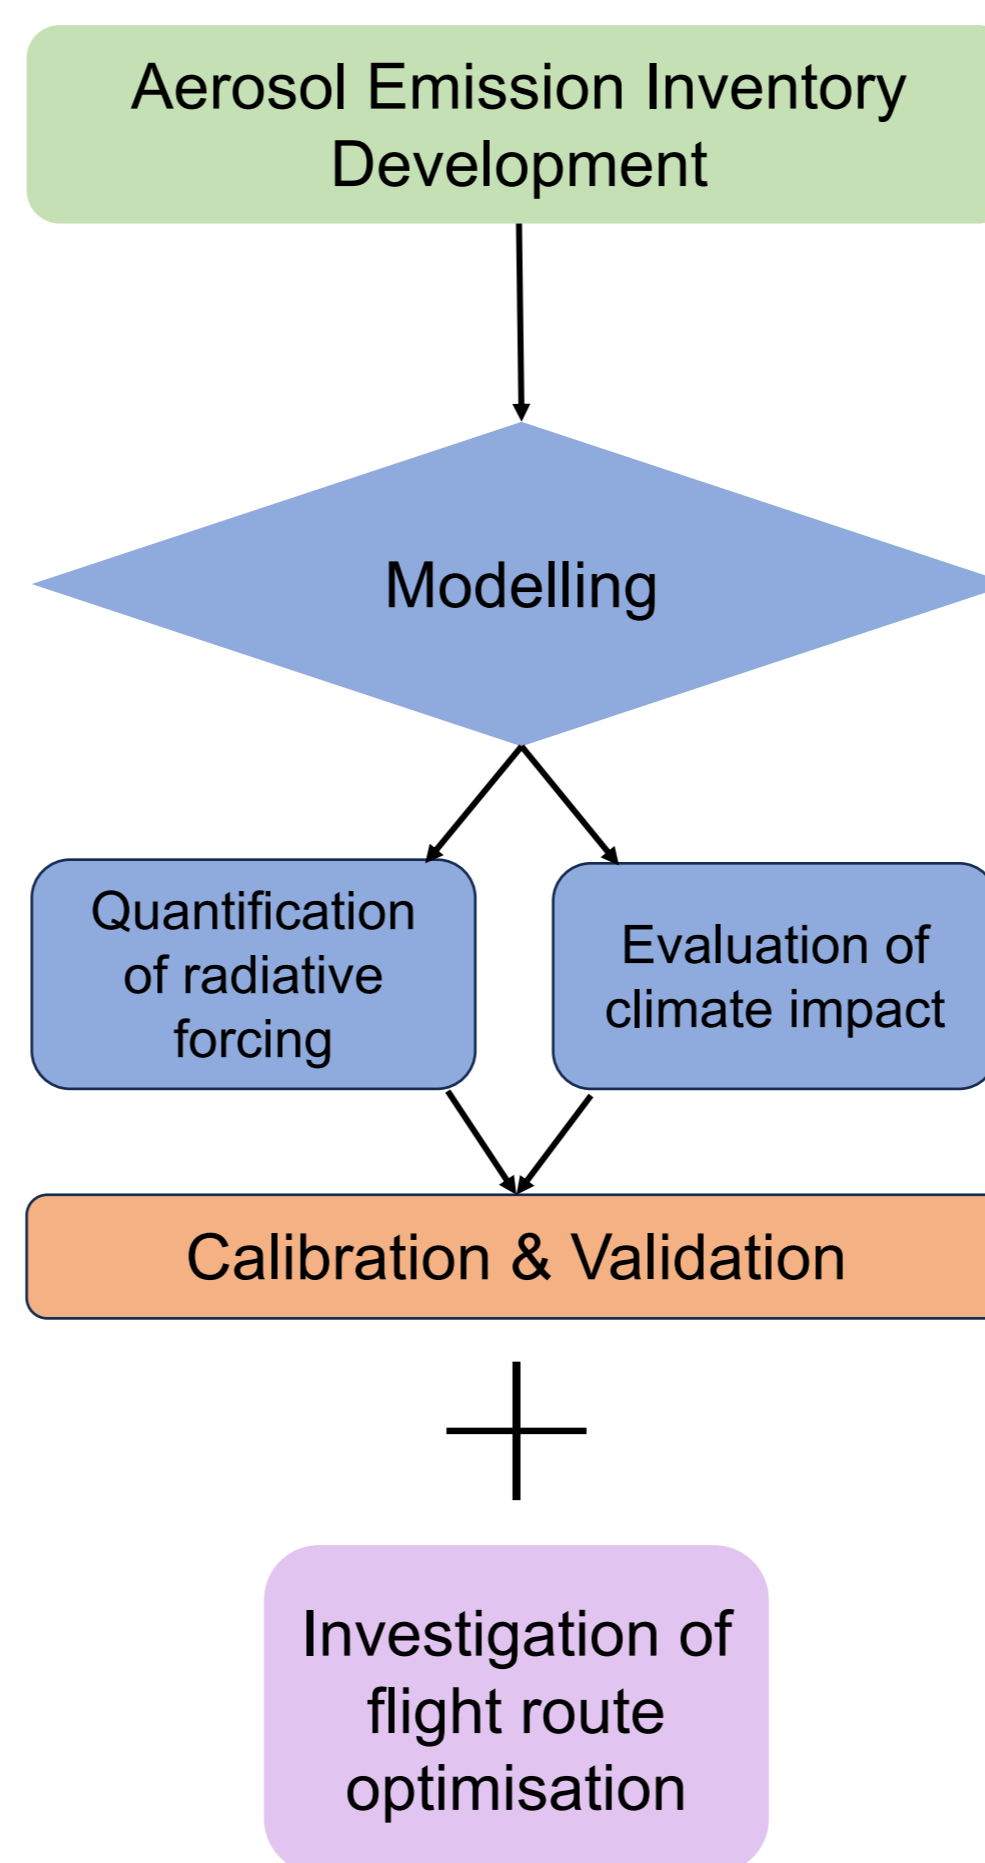 Aerosol Emission Inventory
Development
Modelling
Quantification
of radiative
forcing
Evaluation of
climate impact
Calibration & Validation
Investigation of
flight route
optimisation